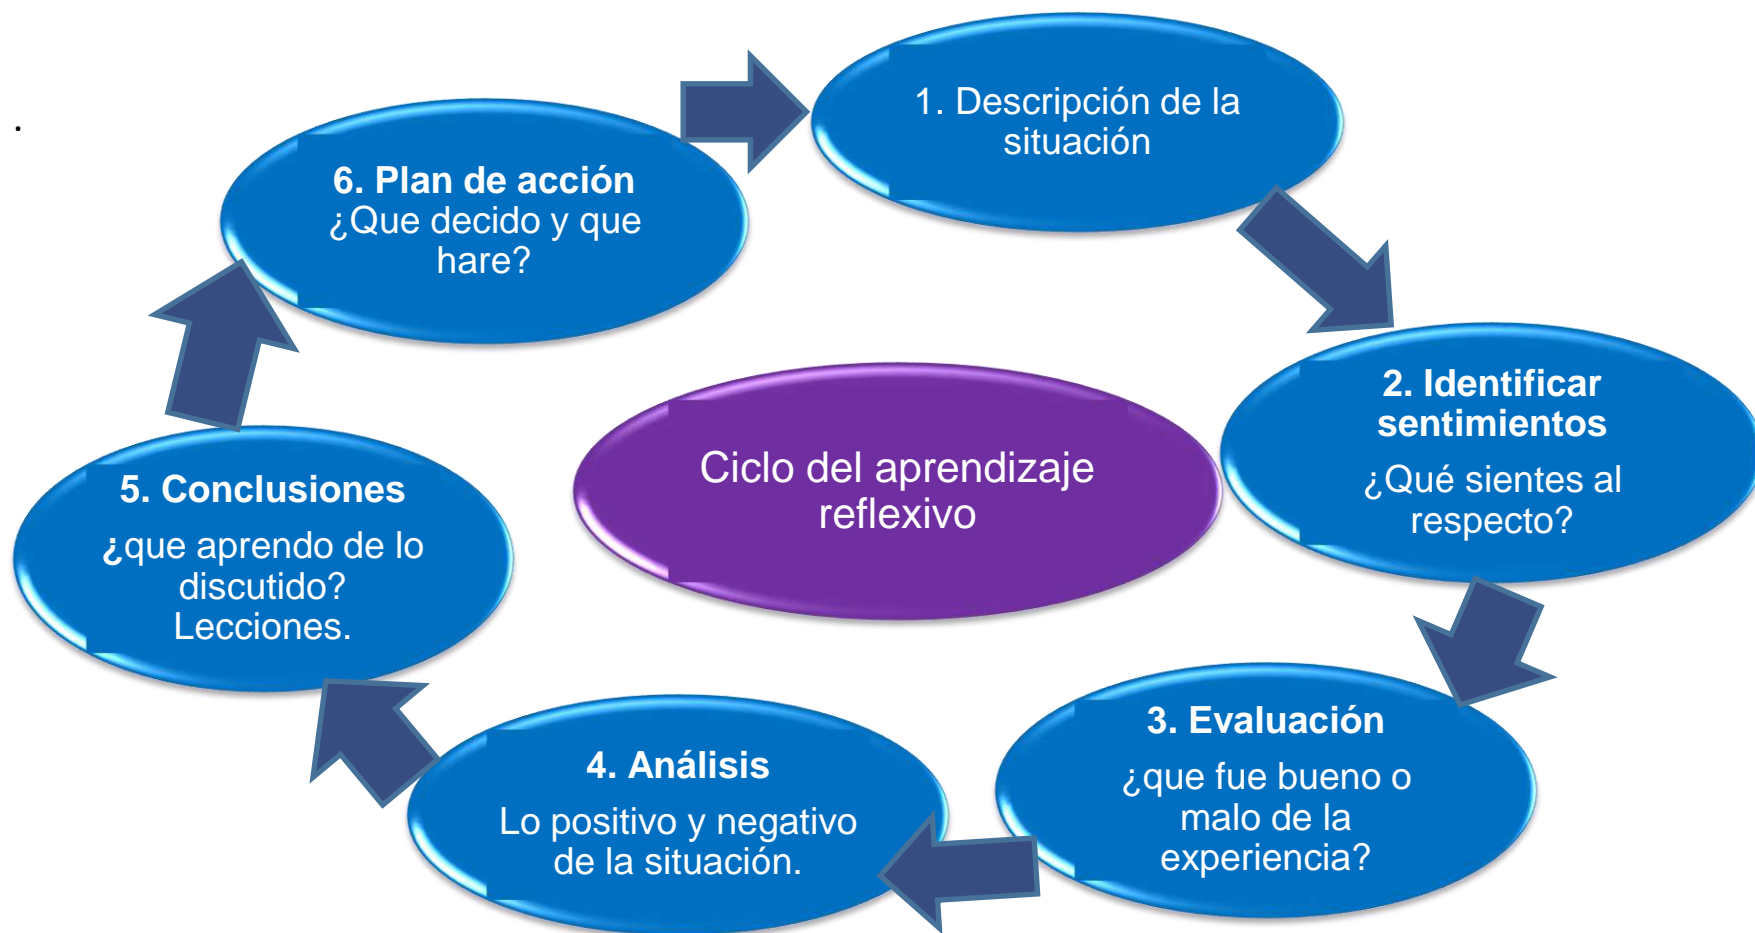 .
1. Descripción de la
situación
2. Identificar
sentimientos
¿Qué sientes al
respecto?
3. Evaluación
¿que fue bueno o
malo de la
experiencia?
4. Análisis
Lo positivo y negativo
de la situación.
5. Conclusiones
¿que aprendo de lo
discutido?
Lecciones.
6. Plan de acción
¿Que decido y que
hare?
Ciclo del aprendizaje
reflexivo